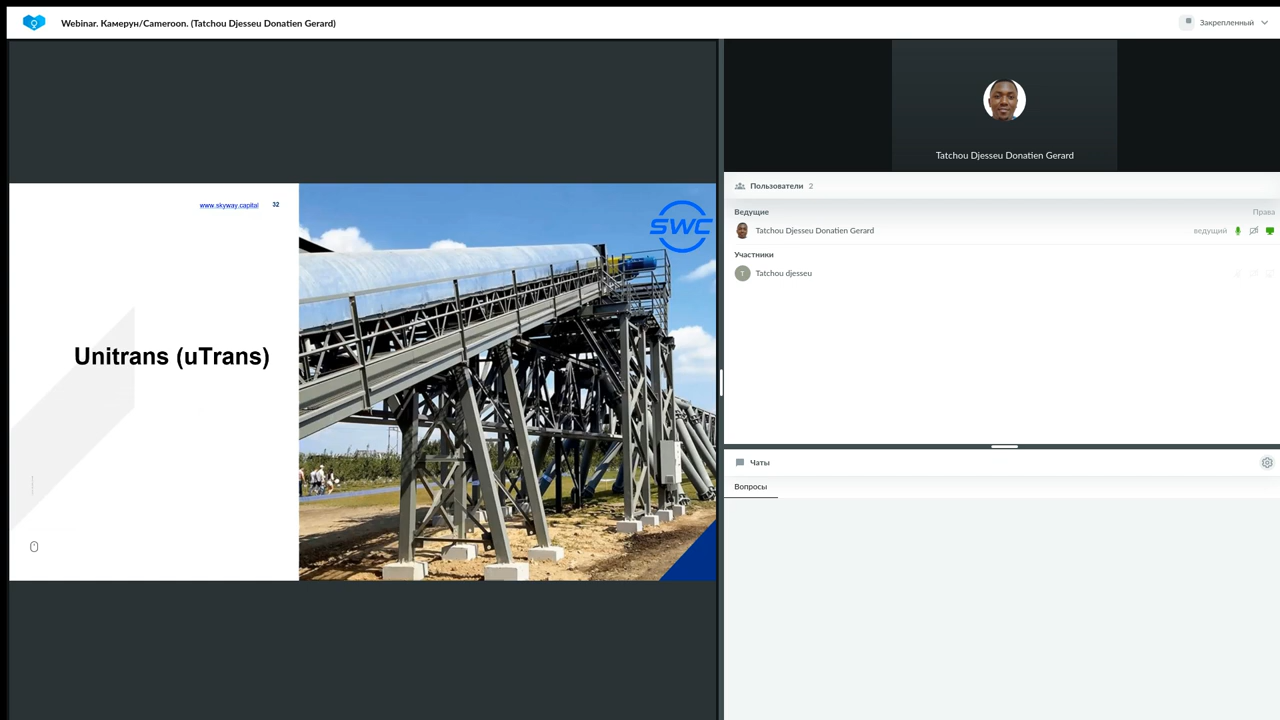 Webinar. Камерун/Cameroon. (Tatchou Djesseu Donatien Gerard)
Закрепленный
www.skyway.capital 32
SWC
Unitrans (uTrans)
Tatchou Djesseu Donatien Gerard
Пользователи 2
Ведущие Права
Tatchou Djesseu Donatien Gerard ведущий
Участники
T Tatchou djesseu
Чаты
Вопросы